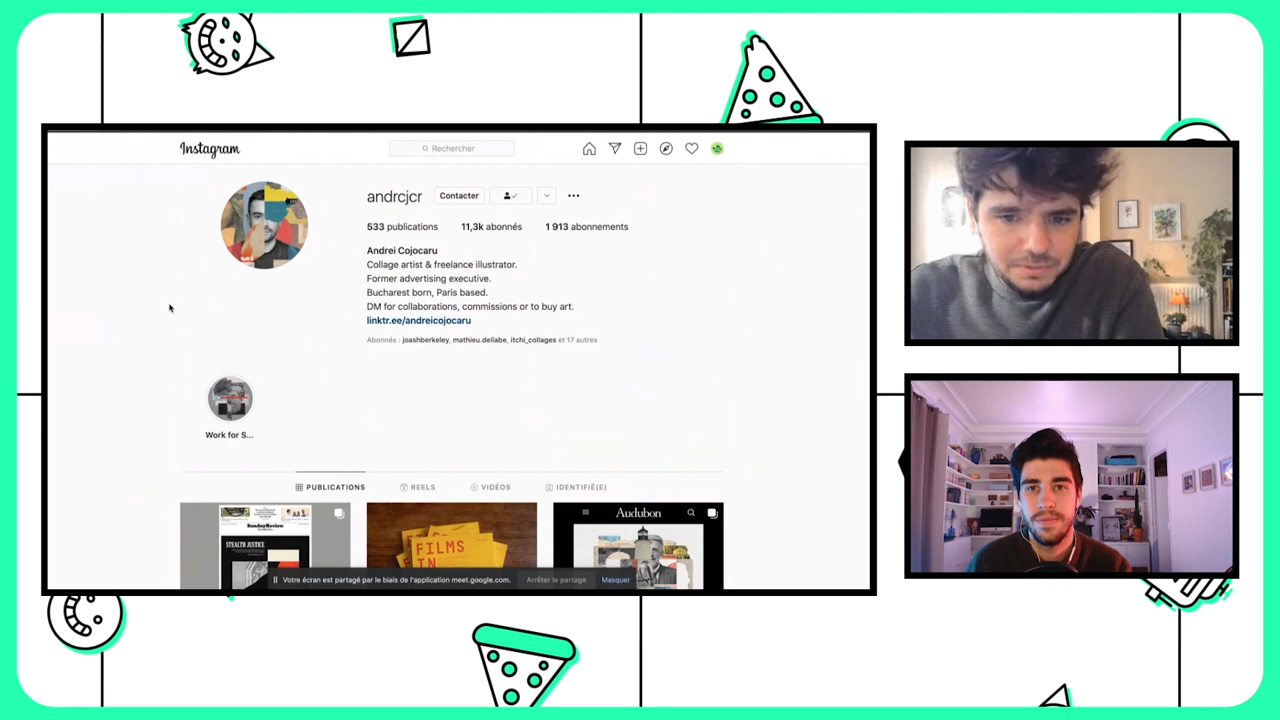 Instagram
Rechercher
andrcjcr Contacter
533 publications 11,3k abonnés 1 913 abonnements
Andrei Cojocaru
Collage artist & freelance illustrator.
Former advertising executive.
Bucharest born, Paris based.
DM for collaborations, commissions or to buy art.
linktr.ee/andreicojocaru
Abonnés : joashberkeley, mathieu.dellabe, itchi_collages et 17 autres
Work for S...
PUBLICATIONS REELS VIDÉOS IDENTIFIÉ(E)
SundayReview
STEALTH JUSTICE
FILMS
IN
Audubon
Votre écran est partagé par le biais de l'application meet.google.com. Arrêter le partage Masquer